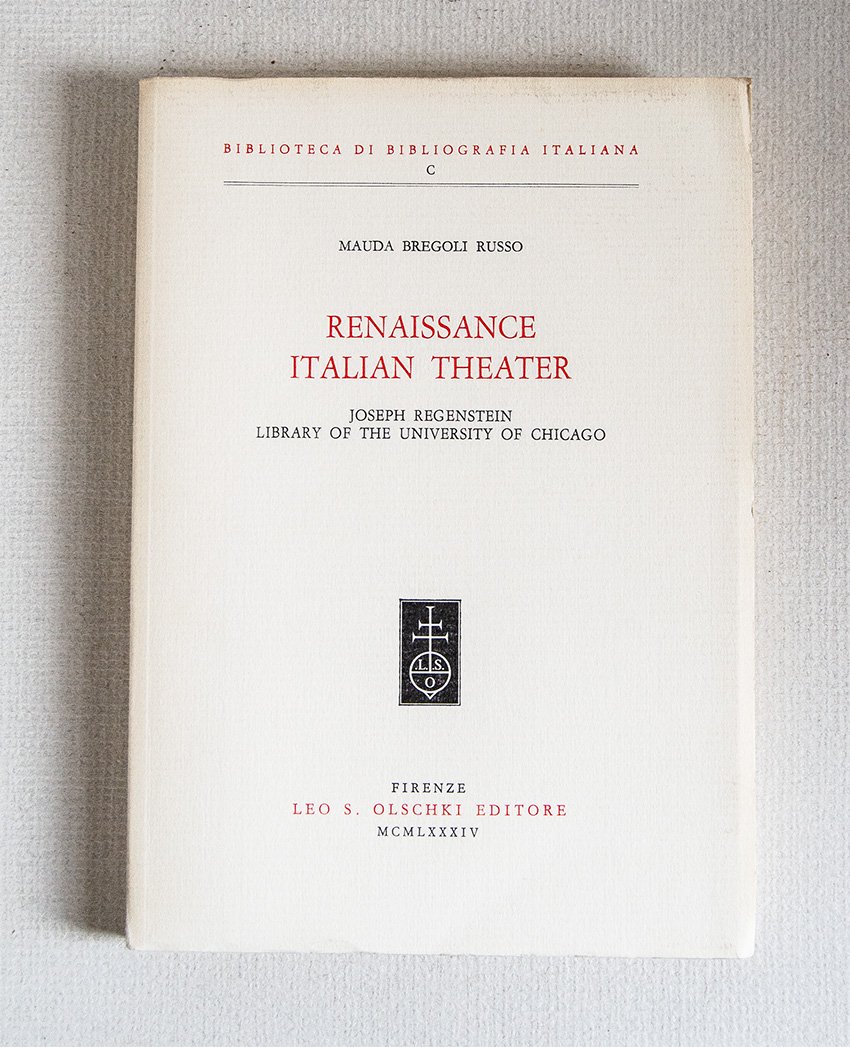 BIBLIOTECA DI BIBLIOGRAFIA ITALIANA
C
MAUDA BREGOLI RUSSO
RENAISSANCE
ITALIAN THEATER
JOSEPH REGENSTEIN
LIBRARY OF THE UNIVERSITY OF CHICAGO
.L. S.
O
FIRENZE
LEO S. OLSCHKI EDITORE
MCMLXXXIV